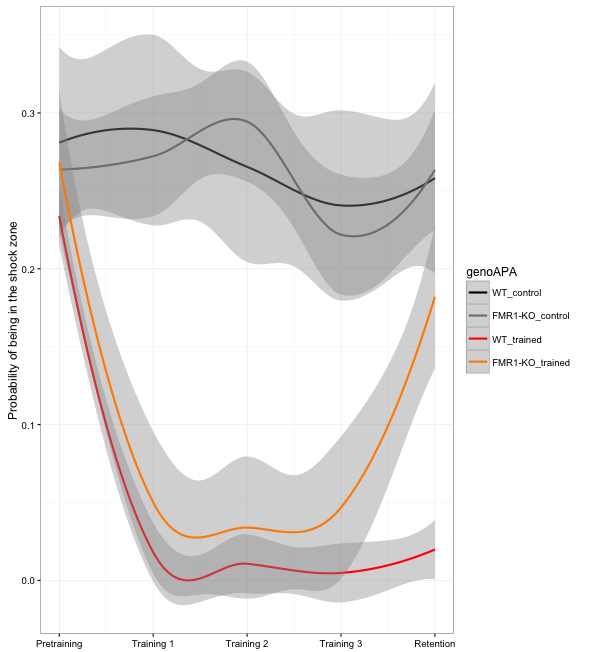 Probability of being in the shock zone
0.3
0.2
0.1
0.0
Pretraining Training 1 Training 2 Training 3 Retention
genoAPA
WT_control
FMR1-KO_control
WT_trained
FMR1-KO_trained